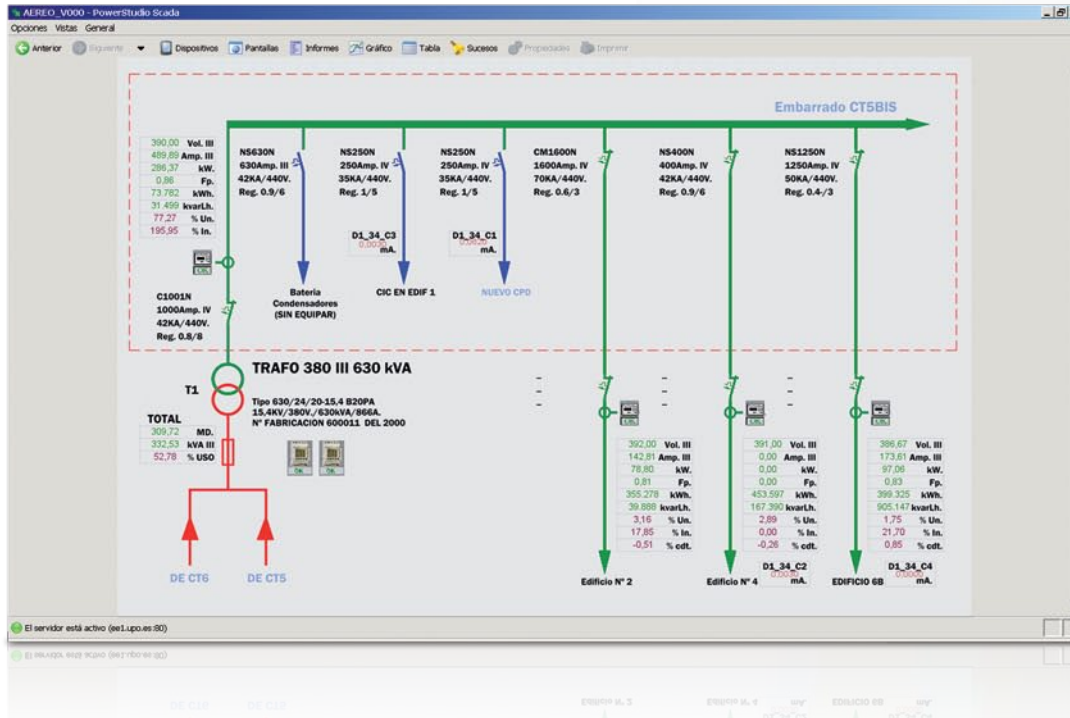 AEREO_V000 - PowerStudio Scada
Opciones Vistas General
Anterior Siguiente Dispositivos Pantallas Informes Gráfico Tabla Sucesos Propiedades Imprimir
Embarrado CT5BIS
390,00 Vol. III
489,89 Amp. III
286,37 kW.
0,86 Fp.
73.782 kWh.
31.499 kvarLh.
77,27 % Un.
195,95 % In.
NS630N
630Amp. III
42KA/440V.
Reg. 0.9/6
NS250N
250Amp. IV
35KA/440V.
Reg. 1/5
NS250N
250Amp. IV
35KA/440V.
Reg. 1/5
CM1600N
1600Amp. IV
70KA/440V.
Reg. 0.6/3
NS400N
400Amp. IV
42KA/440V.
Reg. 0.9/6
NS1250N
1250Amp. IV
50KA/440V.
Reg. 0.4-/3
D1_34_C3
mA.
D1_34_C1
mA.
Bateria
Condensadores
(SIN EQUIPAR)
CIC EN EDIF 1
NUEVO CPD
C1001N
1000Amp. IV
42KA/440V.
Reg. 0.8/8
TRAFO 380 III 630 kVA
T1
Tipo 630/24/20-15,4 B20PA
15,4KV/380V./630kVA/866A.
Nº FABRICACION 600011 DEL 2000
TOTAL
309,72 MD.
332,53 kVA III
52,78 % USO
OK
OK
DE CT6
DE CT5
392,00 Vol. III
142,81 Amp. III
78,80 kW.
0,81 Fp.
355.278 kWh.
39.888 kvarLh.
3,16 % Un.
17,85 % In.
-0,51 % cdt.
Edificio Nº 2
391,00 Vol. III
0,00 Amp. III
0,00 kW.
0,00 Fp.
453.597 kWh.
167.390 kvarLh.
2,89 % Un.
0,00 % In.
-0,26 % cdt.
D1_34_C2
mA.
Edificio Nº 4
386,67 Vol. III
173,61 Amp. III
97,06 kW.
0,83 Fp.
399.325 kWh.
905.147 kvarLh.
1,75 % Un.
21,70 % In.
0,85 % cdt.
D1_34_C4
mA.
EDIFICIO 6B
El servidor está activo (ee1.upo.es:80)